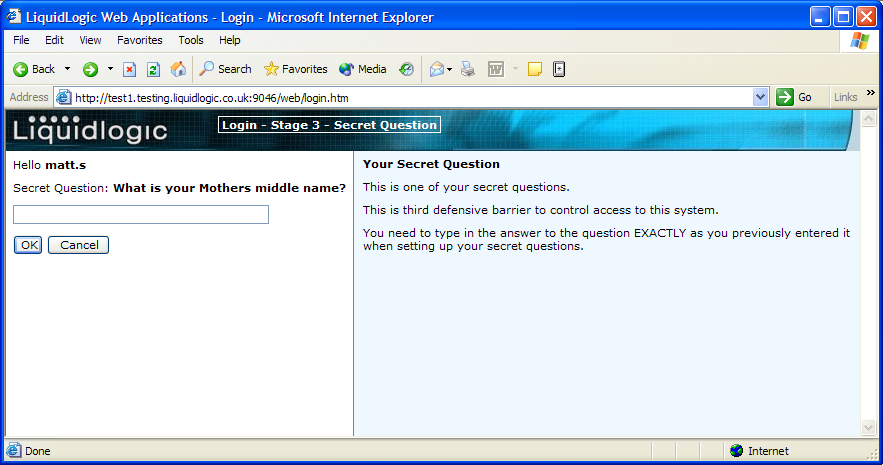 LiquidLogic Web Applications - Login - Microsoft Internet Explorer
File Edit View Favorites Tools Help
Back Search Favorites Media
Address http://test1.testing.liquidlogic.co.uk:9046/web/login.htm Go Links »
Liquidlogic Login - Stage 3 - Secret Question
Hello matt.s
Secret Question: What is your Mothers middle name?
OK Cancel
Your Secret Question
This is one of your secret questions.
This is third defensive barrier to control access to this system.
You need to type in the answer to the question EXACTLY as you previously entered it
when setting up your secret questions.
Done Internet